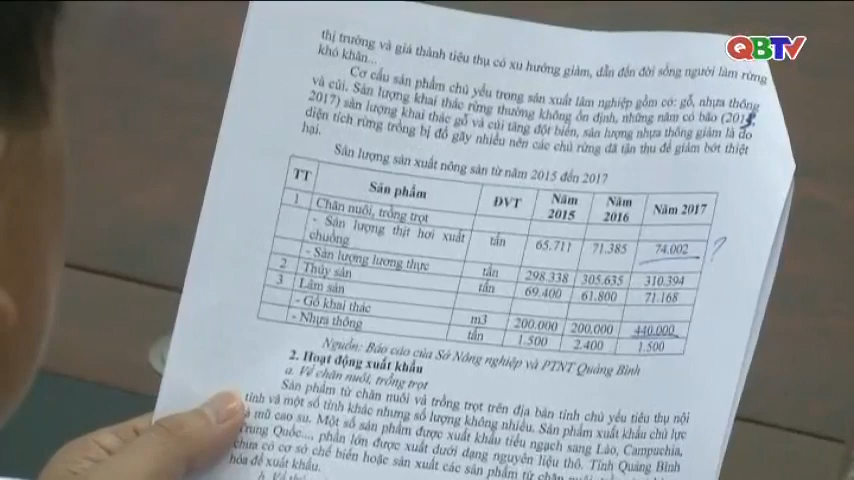 QBTV
thị trường và giá thành tiêu thụ có xu hướng giảm, dẫn đến đời sống người làm rừng
khó khăn...
Cơ cấu sản phẩm chủ yếu trong sản xuất lâm nghiệp gồm có: gỗ, nhựa thông
và củi. Sản lượng khai thác rừng thường không ổn định, những năm có bão (2013,
2017) sản lượng khai thác gỗ và củi tăng đột biến, sản lượng nhựa thông giảm là do
diện tích rừng trồng bị đổ gãy nhiều nên các chủ rừng đã tận thu để giảm bớt thiệt
hại.
Sản lượng sản xuất nông sản từ năm 2015 đến 2017
TT Sản phẩm ĐVT Năm 2015 Năm 2016 Năm 2017
1 Chăn nuôi, trồng trọt
- Sản lượng thịt hơi xuất chuồng tấn 65.711 71.385 74.002 ?
- Sản lượng lương thực tấn 298.338 305.635 310.394
2 Thủy sản tấn 69.400 61.800 71.168
3 Lâm sản
- Gỗ khai thác m3 200.000 200.000 440.000
- Nhựa thông tấn 1.500 2.400 1.500
Nguồn: Báo cáo của Sở Nông nghiệp và PTNT Quảng Bình
2. Hoạt động xuất khẩu
a. Về chăn nuôi, trồng trọt
Sản phẩm từ chăn nuôi và trồng trọt trên địa bàn tỉnh chủ yếu tiêu thụ nội
tỉnh và một số tỉnh khác nhưng số lượng không nhiều. Sản phẩm xuất khẩu chủ lực
mũ cao su. Một số sản phẩm được xuất khẩu tiểu ngạch sang Lào, Campuchia,
Trung Quốc..., phần lớn được xuất dưới dạng nguyên liệu thô. Tỉnh Quảng Bình
chưa có cơ sở chế biến hoặc sản xuất các sản phẩm từ chăn
hóa để xuất khẩu.